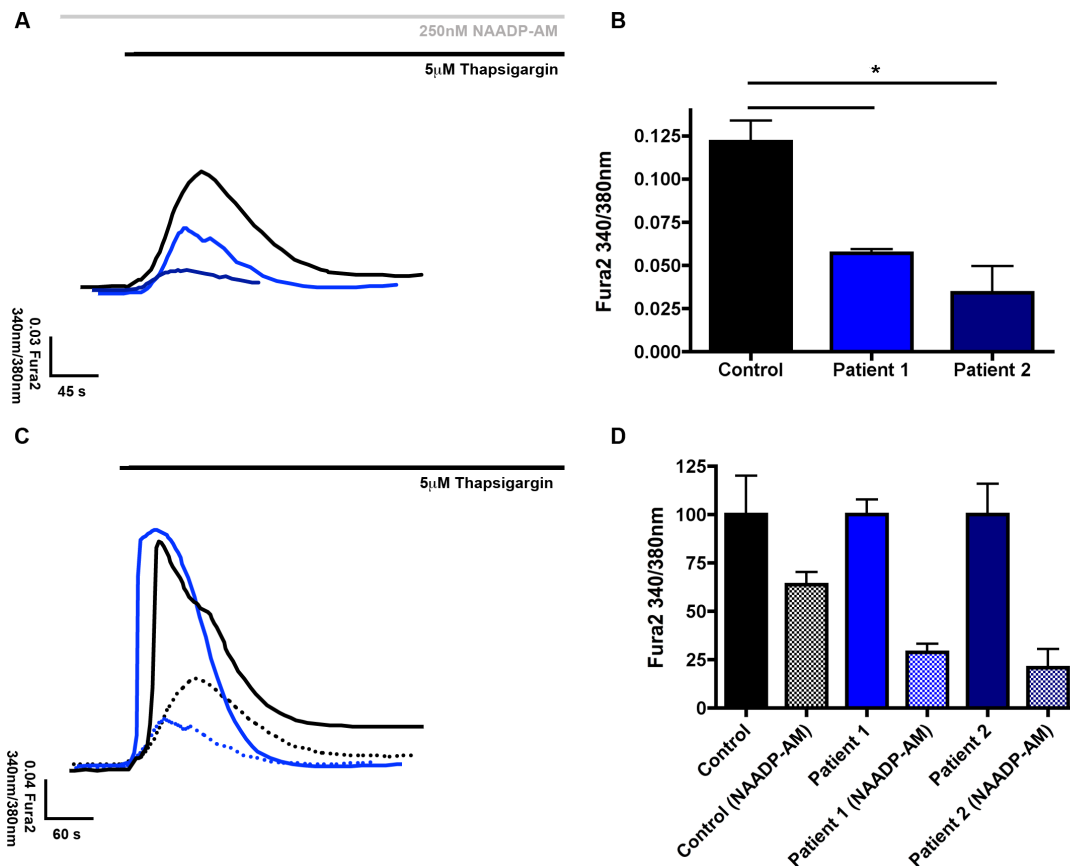 A
250nM NAADP-AM
5µM Thapsigargin
0.03 Fura2
340nm/380nm
45 s
B
*
Fura2 340/380nm
0.125
0.100
0.075
0.050
0.025
0.000
Control
Patient 1
Patient 2
C
5µM Thapsigargin
0.04 Fura2
340nm/380nm
60 s
D
Fura2 340/380nm
125
100
75
50
25
0
Control
Control (NAADP-AM)
Patient 1
Patient 1 (NAADP-AM)
Patient 2
Patient 2 (NAADP-AM)